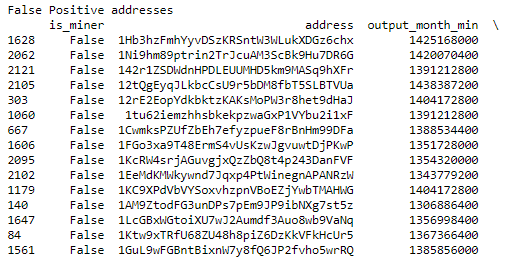 False Positive addresses
is_miner address output_month_min \
1628 False 1Hb3hzFmhYyvDSzKRSntW3WLukXDGz6chx 1425168000
2062 False 1Ni9hm89ptrin2TrJcuAM3ScBk9Hu7DR6G 1420070400
2121 False 142r1ZSDWdnHPDLEUUMHD5km9MASq9hXFr 1391212800
2105 False 12tQgEyqJLkbcCsU9r5bDM8fbT5SLBTVUa 1438387200
303 False 12rE2EopYdkbktzKAKsMoPW3r8het9dHaJ 1404172800
1060 False 1tu62iemzhhsbkekpzwaGxP1VYbu2i1xF 1391212800
667 False 1CwmksPZUfZbEh7efyzpueF8rBnHm99DFa 1388534400
1606 False 1FGo3xa9T48ErmS4vUsKzwJgvuwtDjPKwP 1351728000
2095 False 1KcRW4srjAGuvgjxQzZbQ8t4p243DanFVF 1354320000
2102 False 1EeMdKMWkywnd7Jqxp4PtWinegnAPANRzW 1343779200
1179 False 1KC9XPdVbVYSoxvhzpnVBoEZjYwbTMAHWG 1404172800
140 False 1AM9ZtodFG3unDPs7pEm9JP9ibNXg7st5z 1306886400
1647 False 1LcGBxWGtoiXU7wJ2Aumdf3Auo8wb9VaNq 1356998400
84 False 1Ktw9xTRfU68ZU48h8piZ6DzKkVFkHcUr5 1367366400
1561 False 1GuL9wFGBntBixnW7y8fQ6JP2fvho5wrRQ 1385856000